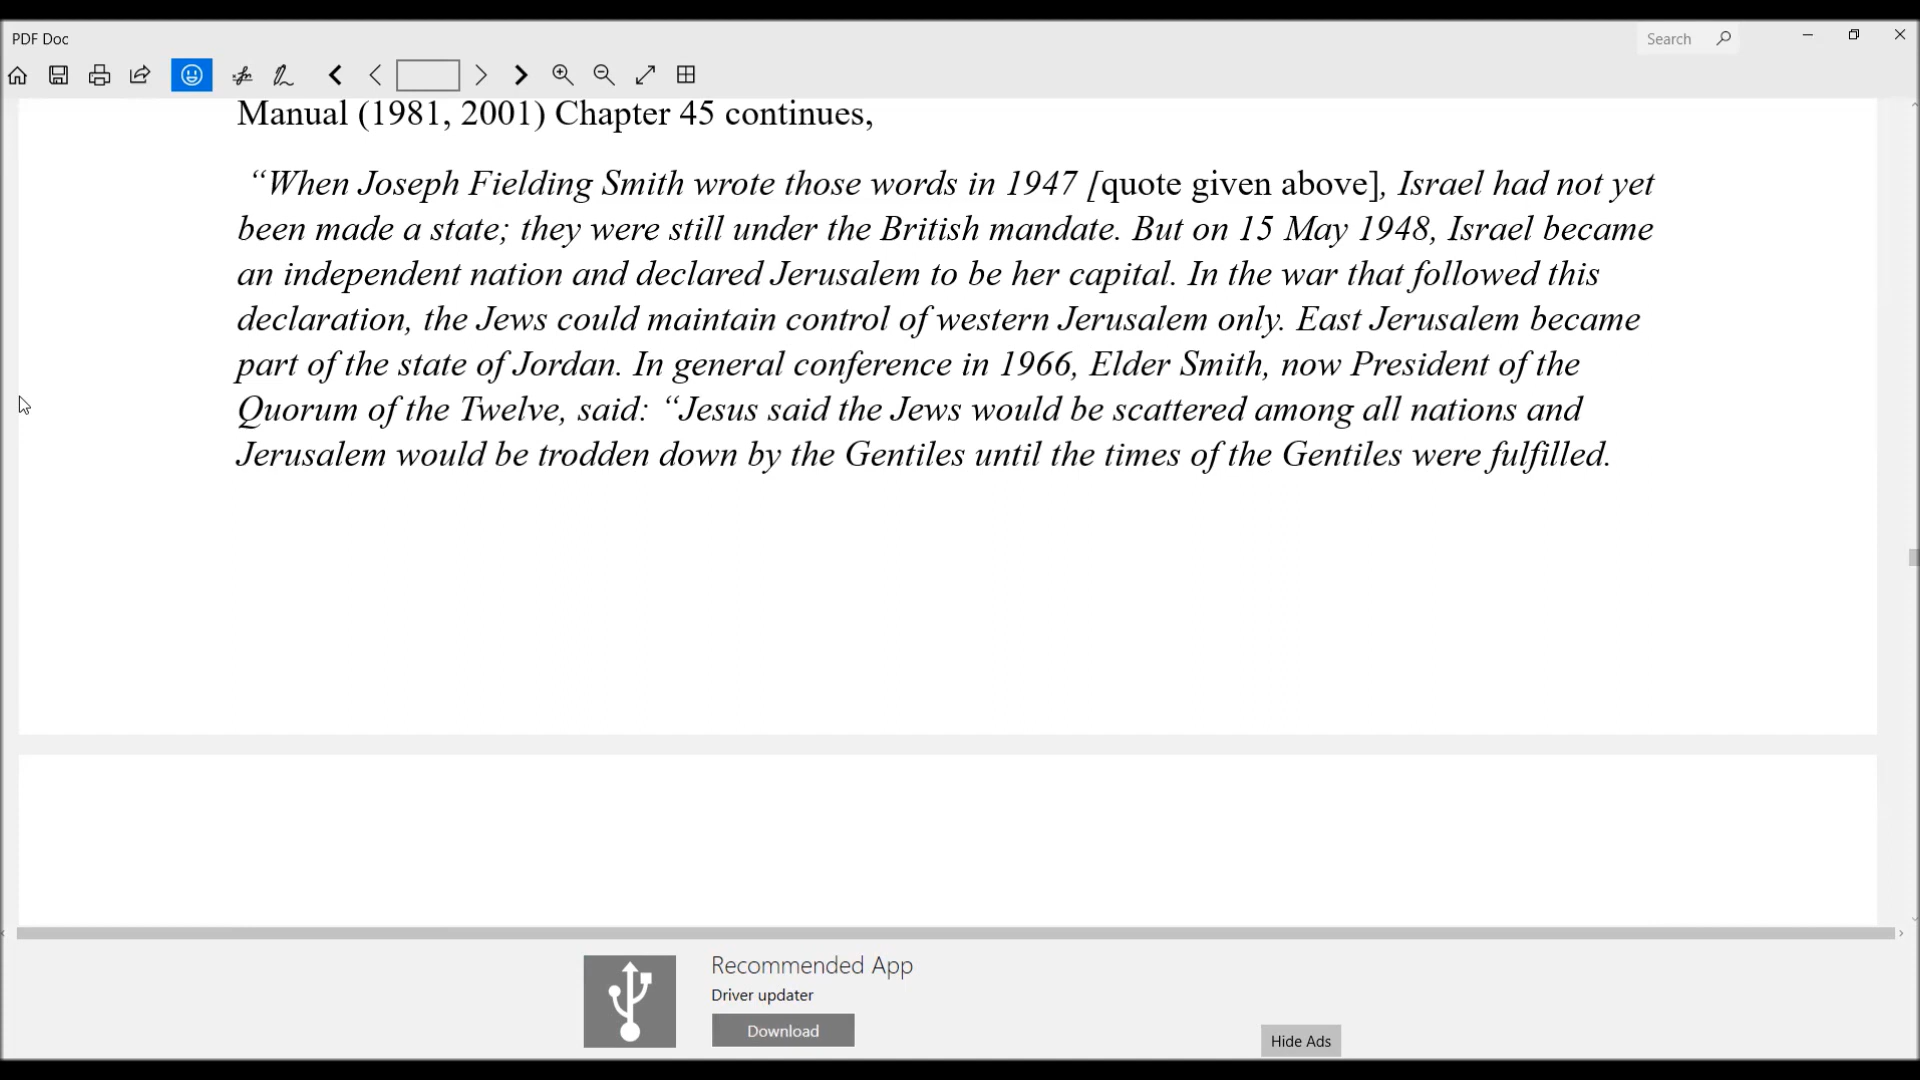 PDF Doc
Search
Manual (1981, 2001) Chapter 45 continues,
“When Joseph Fielding Smith wrote those words in 1947 [quote given above], Israel had not yet
been made a state; they were still under the British mandate. But on 15 May 1948, Israel became
an independent nation and declared Jerusalem to be her capital. In the war that followed this
declaration, the Jews could maintain control of western Jerusalem only. East Jerusalem became
part of the state of Jordan. In general conference in 1966, Elder Smith, now President of the
Quorum of the Twelve, said: “Jesus said the Jews would be scattered among all nations and
Jerusalem would be trodden down by the Gentiles until the times of the Gentiles were fulfilled.
Recommended App
Driver updater
Download
Hide Ads